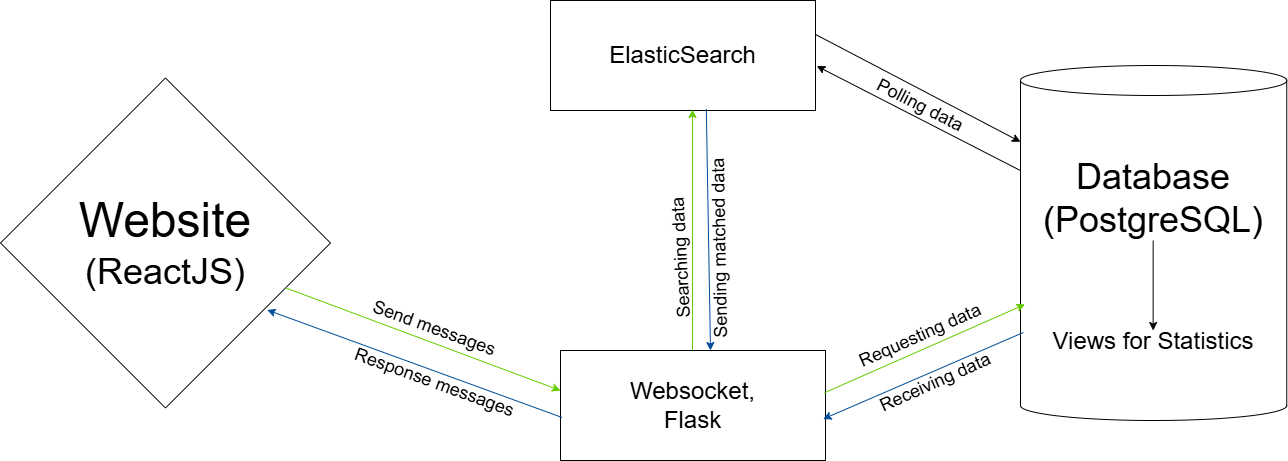 ElasticSearch
Polling data
Database
(PostgreSQL)
Views for Statistics
Website
(ReactJS)
Searching data
Sending matched data
Send messages
Response messages
Requesting data
Receiving data
Websocket,
Flask